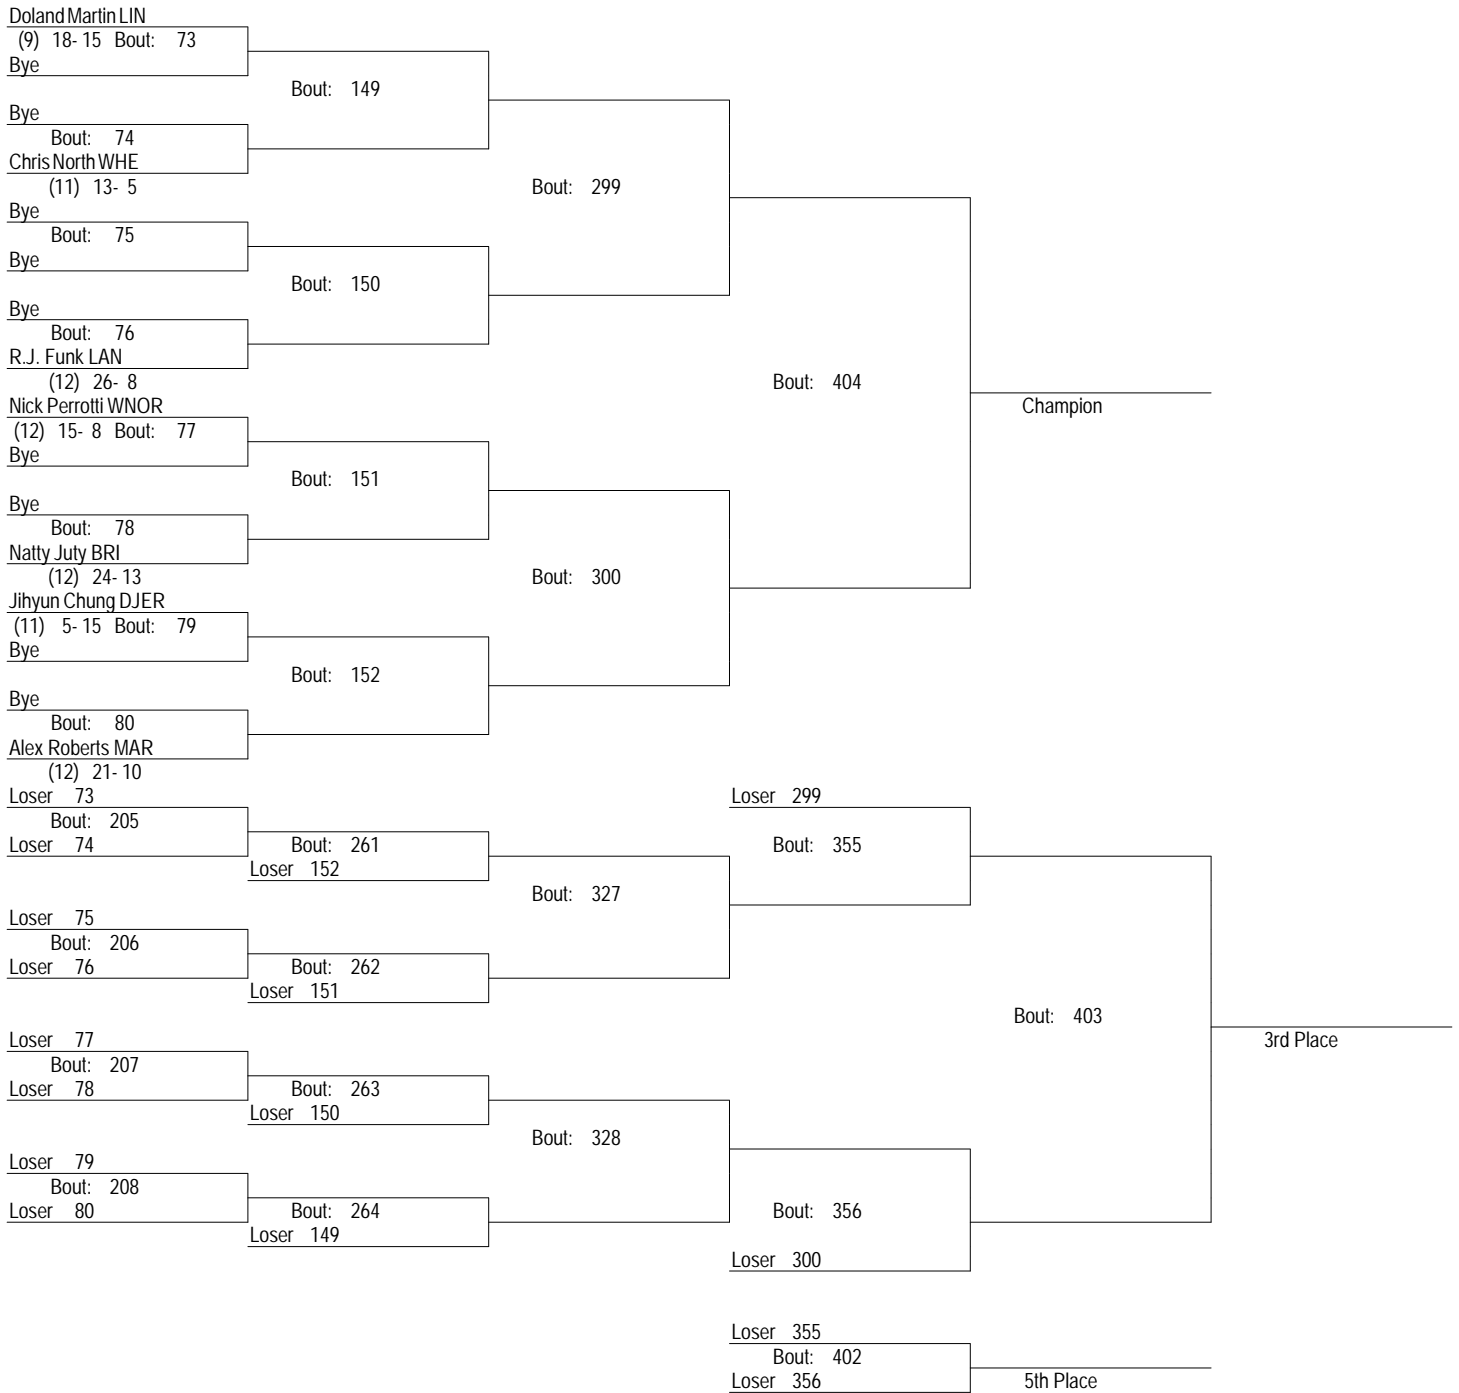 Doland Martin LIN
(9) 18- 15 Bout: 73
Bye
Bout: 149
Bye
Bout: 74
Chris North WHE
(11) 13- 5
Bout: 299
Bye
Bout: 75
Bye
Bout: 150
Bye
Bout: 76
R.J. Funk LAN
(12) 26- 8
Bout: 404
Nick Perrotti WNOR
Champion
(12) 15- 8 Bout: 77
Bye
Bout: 151
Bye
Bout: 78
Natty Juty BRI
(12) 24- 13
Bout: 300
Jihyun Chung DJER
(11) 5- 15 Bout: 79
Bye
Bout: 152
Bye
Bout: 80
Alex Roberts MAR
(12) 21- 10
Loser 73
Loser 299
Bout: 205
Loser 74
Bout: 261
Bout: 355
Loser 152
Bout: 327
Loser 75
Bout: 206
Loser 76
Bout: 262
Loser 151
Bout: 403
Loser 77
3rd Place
Bout: 207
Loser 78
Bout: 263
Loser 150
Bout: 328
Loser 79
Bout: 208
Loser 80
Bout: 264
Bout: 356
Loser 149
Loser 300
Loser 355
Bout: 402
Loser 356
5th Place